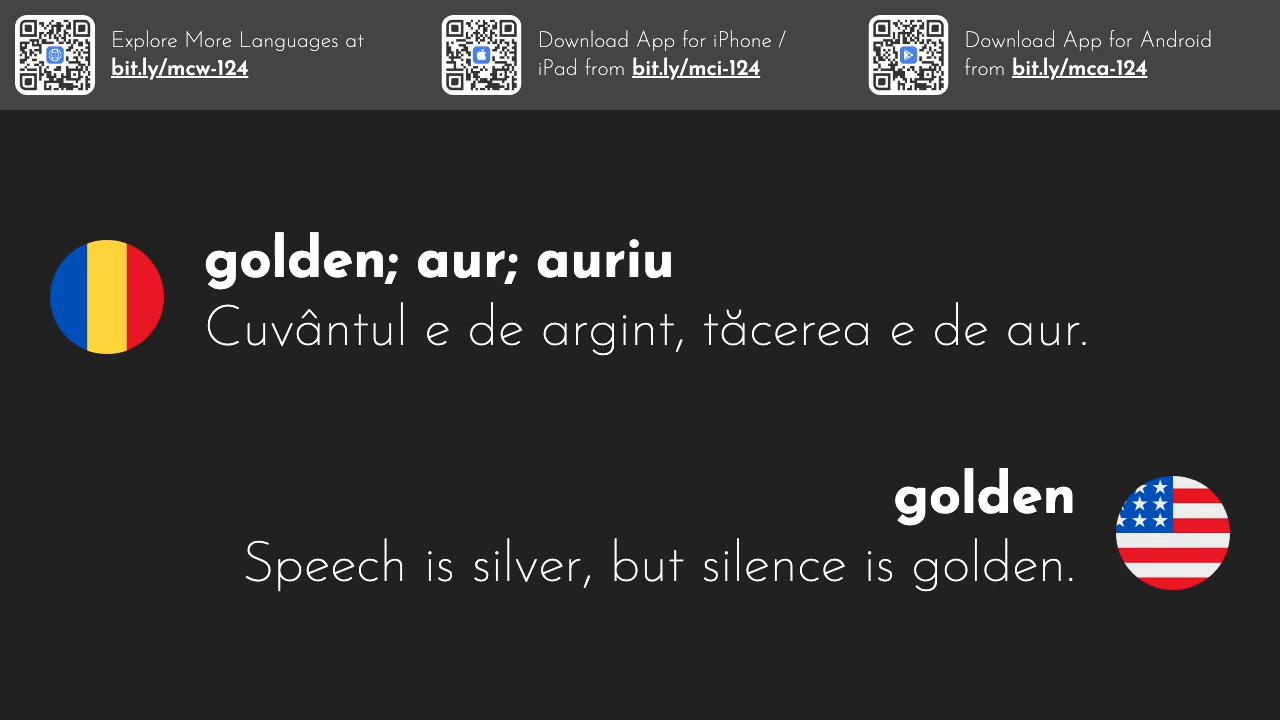 Explore More Languages at
bit.ly/mcw-124
Download App for iPhone /
iPad from bit.ly/mci-124
Download App for Android
from bit.ly/mca-124
golden; aur; auriu
Cuvântul e de argint, tăcerea e de aur.
golden
Speech is silver, but silence is golden.